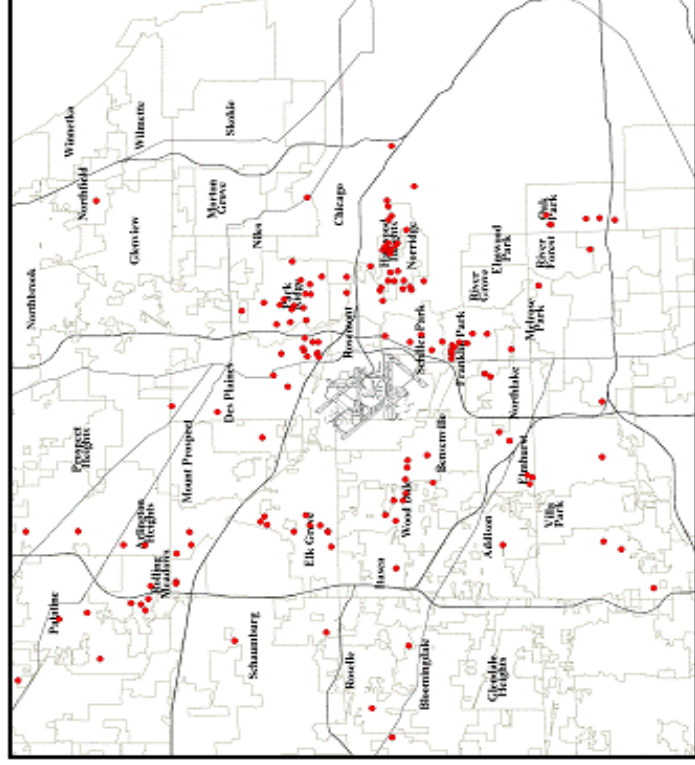 Winnetka
Wilmette
Skokie
Northfield
Glenview
Morton
Grove
Niles
Chicago
Northbrook
Norridge
Elmwood
Park
River
Grove
River
Forest
Oak
Park
Park
Ridge
Rosemont
Schiller Park
Franklin Park
Melrose
Park
Northlake
Des Plaines
Prospect
Heights
Mount Prospect
Arlington
Heights
Rolling
Meadows
Elk Grove
Wood Dale
Bensenville
Elmhurst
Addison
Villa
Park
Itasca
Palatine
Schaumburg
Roselle
Bloomingdale
Glendale
Heights